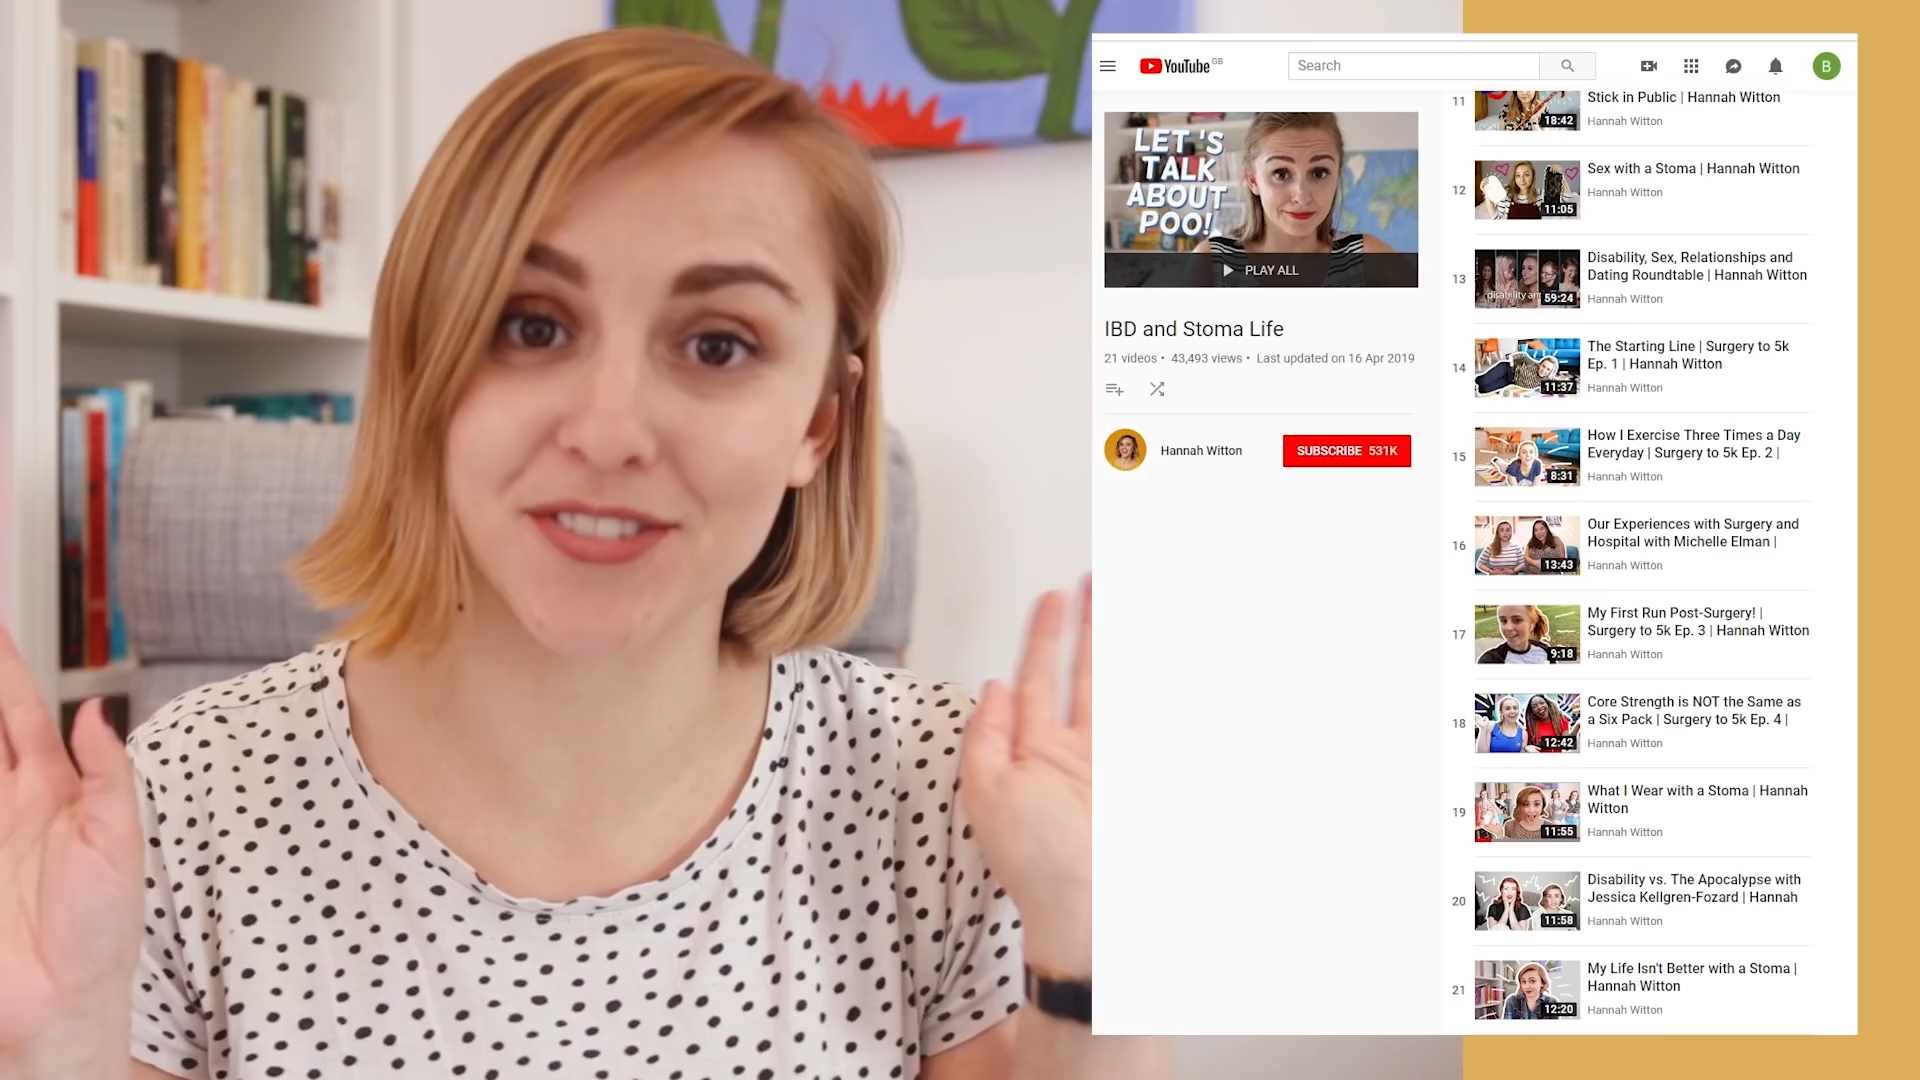 YouTube GB
Search
B
LET'S
TALK
ABOUT
POO!
PLAY ALL
IBD and Stoma Life
21 videos • 43,493 views • Last updated on 16 Apr 2019
Hannah Witton
SUBSCRIBE 531K
11
Stick in Public | Hannah Witton
Hannah Witton
18:42
12
Sex with a Stoma | Hannah Witton
Hannah Witton
11:05
13
Disability, Sex, Relationships and
Dating Roundtable | Hannah Witton
Hannah Witton
disability an
59:24
14
The Starting Line | Surgery to 5k
Ep. 1 | Hannah Witton
Hannah Witton
11:37
15
How I Exercise Three Times a Day
Everyday | Surgery to 5k Ep. 2 |
Hannah Witton
8:31
16
Our Experiences with Surgery and
Hospital with Michelle Elman |
Hannah Witton
13:43
17
My First Run Post-Surgery! |
Surgery to 5k Ep. 3 | Hannah Witton
Hannah Witton
9:18
18
Core Strength is NOT the Same as
a Six Pack | Surgery to 5k Ep. 4 |
Hannah Witton
12:42
19
What I Wear with a Stoma | Hannah
Witton
Hannah Witton
11:55
20
Disability vs. The Apocalypse with
Jessica Kellgren-Fozard | Hannah
Hannah Witton
11:58
21
My Life Isn't Better with a Stoma |
Hannah Witton
Hannah Witton
12:20